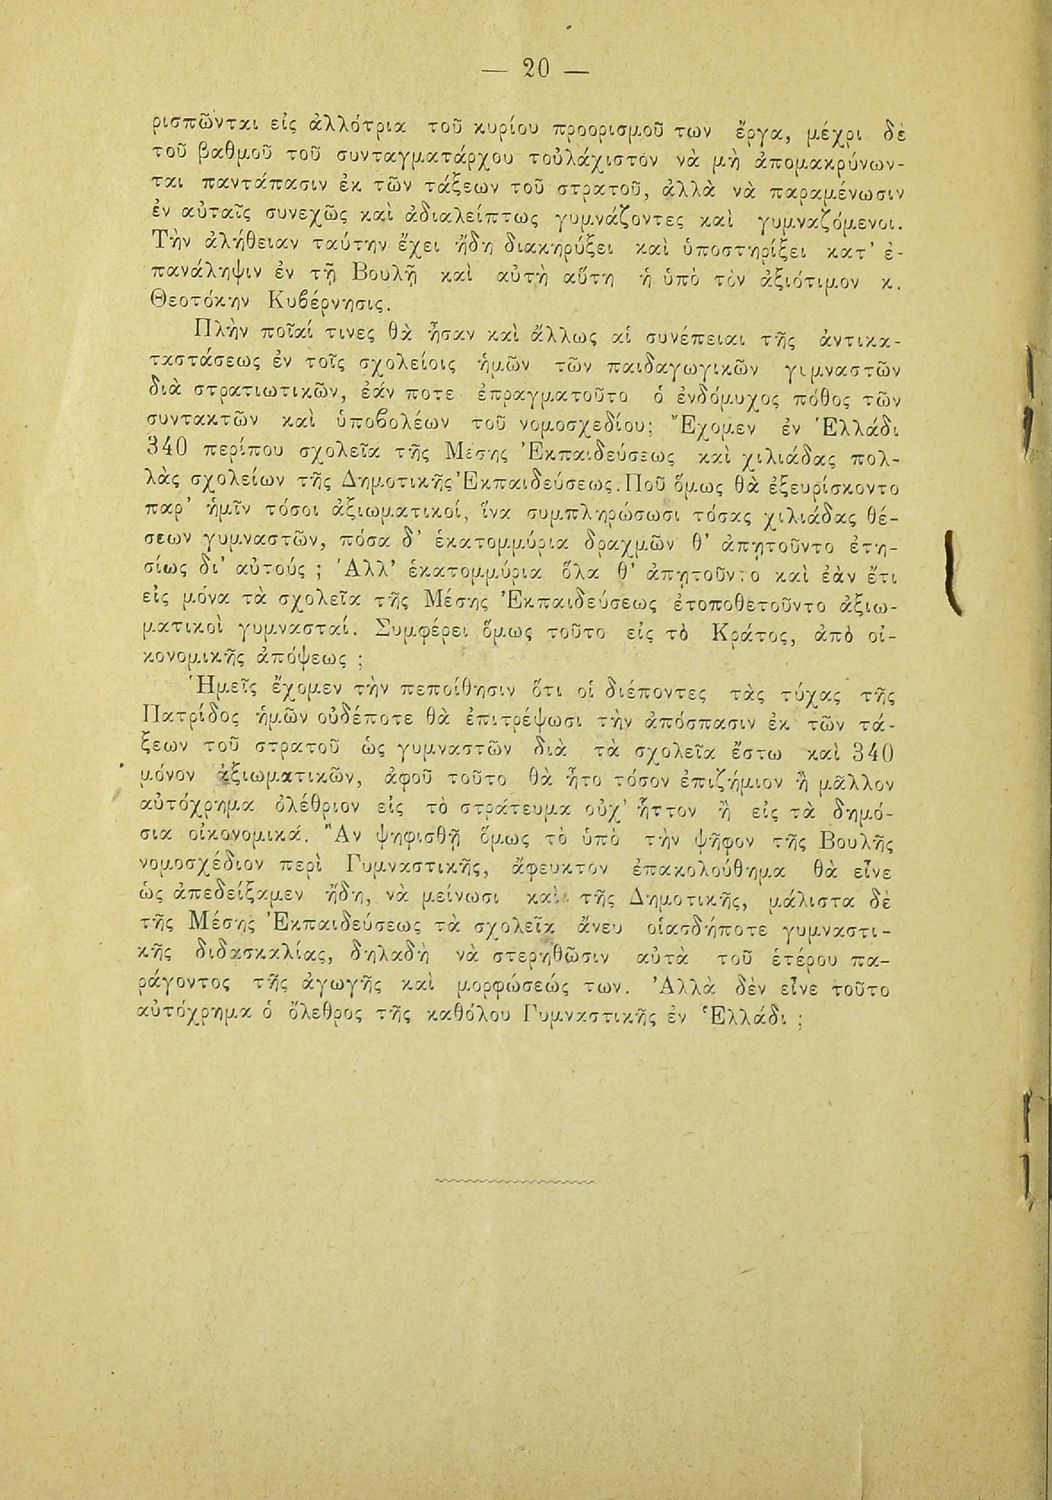 — 20 —
ρισπῶνται εἰς ἀλλότρια τοῦ κυρίου προορισμοῦ των ἔργα, μέχρι δὲ
τοῦ βαθμοῦ τοῦ συνταγματάρχου τοὐλάχιστον νὰ μὴ ἀπομακρύνων-
ται παντάπασιν ἐκ τῶν τάξεων τοῦ στρατοῦ, ἀλλὰ νὰ παραμένωσιν
ἐν αὐταῖς συνεχῶς καὶ ἀδιαλείπτως γυμνάζοντες καὶ γυμναζόμενοι.
Τὴν ἀλήθειαν ταύτην ἔχει ἤδη διακηρύξει καὶ ὑποστηρίξει κατ’ ἐ-
πανάληψιν ἐν τῇ Βουλῇ καὶ αὐτὴ αὕτη ἡ ὑπὸ τὸν ἀξιότιμον κ.
Θεοτόκην Κυβέρνησις.
Πλὴν ποῖαί τινες θὰ ἦσαν καὶ ἄλλως αἱ συνέπειαι τῆς ἀντικα-
ταστάσεως ἐν τοῖς σχολείοις ἡμῶν τῶν παιδαγωγικῶν γυμναστῶν
διὰ στρατιωτικῶν, ἐάν ποτε ἐπραγματοῦτο ὁ ἐνδόμυχος πόθος τῶν
συντακτῶν καὶ ὑποβολέων τοῦ νομοσχεδίου; Ἔχομεν ἐν Ἑλλάδι
340 περίπου σχολεῖα τῆς Μέσης Ἐκπαιδεύσεως καὶ χιλιάδας πολ-
λὰς σχολείων τῆς Δημοτικῆς Ἐκπαιδεύσεως. Ποῦ ὅμως θὰ ἐξευρίσκοντο
παρ’ ἡμῖν τόσοι ἀξιωματικοί, ἵνα συμπληρώσωσι τόσας χιλιάδας θέ-
σεων γυμναστῶν, πόσα δ’ ἑκατομμύρια δραχμῶν θ’ ἀπῃτοῦντο ἐτη-
σίως δι’ αὐτούς ; Ἀλλ’ ἑκατομμύρια ὅλα θ’ ἀπῃτοῦντο καὶ ἐὰν ἔτι
εἰς μόνα τὰ σχολεῖα τῆς Μέσης Ἐκπαιδεύσεως ἐτοποθετοῦντο ἀξιω-
ματικοὶ γυμνασταί. Συμφέρει ὅμως τοῦτο εἰς τὸ Κράτος, ἀπὸ οἰ-
κονομικῆς ἀπόψεως ;
Ἡμεῖς ἔχομεν τὴν πεποίθησιν ὅτι οἱ διέποντες τὰς τύχας τῆς
Πατρίδος ἡμῶν οὐδέποτε θὰ ἐπιτρέψωσι τὴν ἀπόσπασιν ἐκ τῶν τά-
ξεων τοῦ στρατοῦ ὡς γυμναστῶν διὰ τὰ σχολεῖα ἔστω καὶ 340
μόνον ἀξιωματικῶν, ἀφοῦ τοῦτο θὰ ἦτο τόσον ἐπιζήμιον ἢ μᾶλλον
αὐτόχρημα ὀλέθριον εἰς τὸ στράτευμα οὐχ’ ἧττον ἢ εἰς τὰ δημό-
σια οἰκονομικά. Ἂν ψηφισθῇ ὅμως τὸ ὑπὸ τὴν ψῆφον τῆς Βουλῆς
νομοσχέδιον περὶ Γυμναστικῆς, ἄφευκτον ἐπακολούθημα θὰ εἶνε
ὡς ἀπεδείξαμεν ἤδη, νὰ μείνωσι καὶ τῆς Δημοτικῆς, μάλιστα δὲ
τῆς Μέσης Ἐκπαιδεύσεως τὰ σχολεῖα ἄνευ οἱασδήποτε γυμναστι-
κῆς διδασκαλίας, δηλαδὴ νὰ στερηθῶσιν αὐτὰ τοῦ ἑτέρου πα-
ράγοντος τῆς ἀγωγῆς καὶ μορφώσεώς των. Ἀλλὰ δὲν εἶνε τοῦτο
αὐτόχρημα ὁ ὄλεθρος τῆς καθόλου Γυμναστικῆς ἐν Ἑλλάδι ;